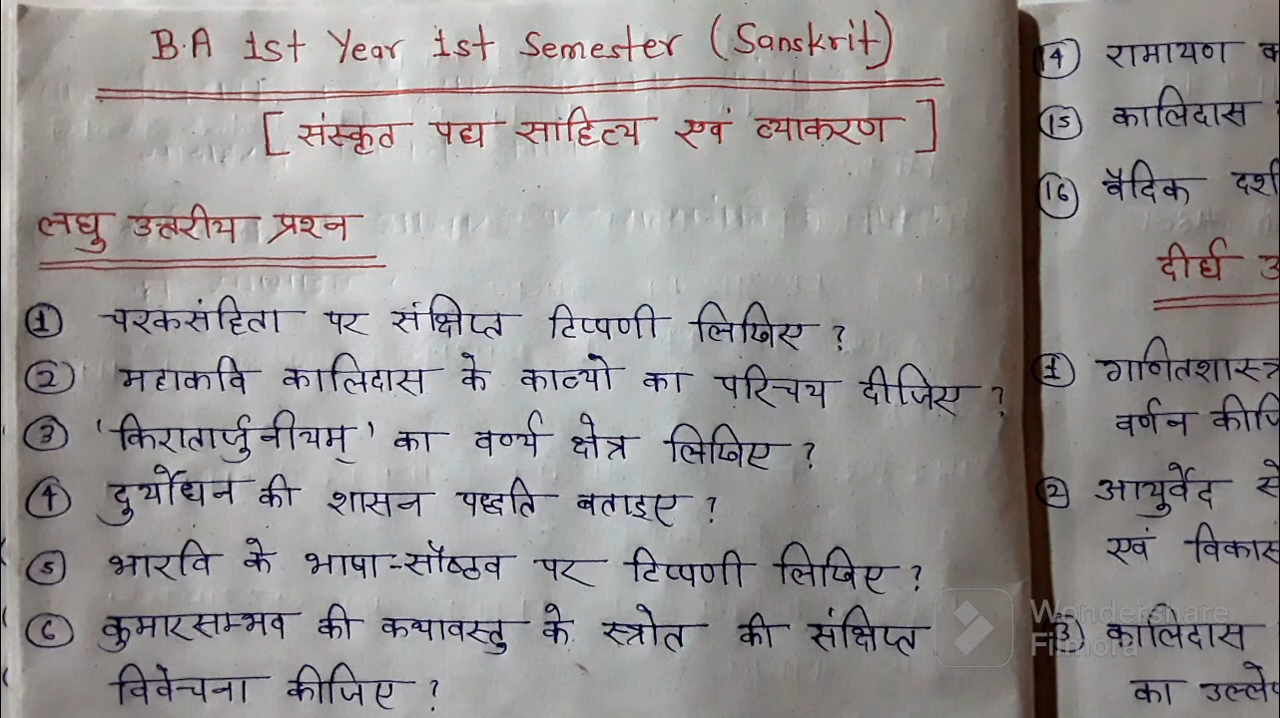 B.A 1st Year 1st Semester (Sanskrit)
[ संस्कृत पद्य साहित्य एवं व्याकरण ]
लघु उत्तरीय प्रश्न
① चरकसंहिता पर संक्षिप्त टिप्पणी लिखिए ?
② महाकवि कालिदास के काव्यो का परिचय दीजिए ?
③ 'किरातार्जुनीयम्' का वर्ण्य क्षेत्र लिखिए ?
④ दुर्योधन की शासन पद्धति बताइए ?
⑤ भारवि के भाषा-सौष्ठव पर टिप्पणी लिखिए ?
⑥ कुमारसम्भव की कथावस्तु के स्त्रोत की संक्षिप्त
विवेचना कीजिए ?
⑭ रामायण
⑮ कालिदास
⑯ वैदिक
दीर्घ
① गणितशास्त्र
वर्णन
② आयुर्वेद
एवं विकास
③ कालिदास
का
Wondershare
Filmora